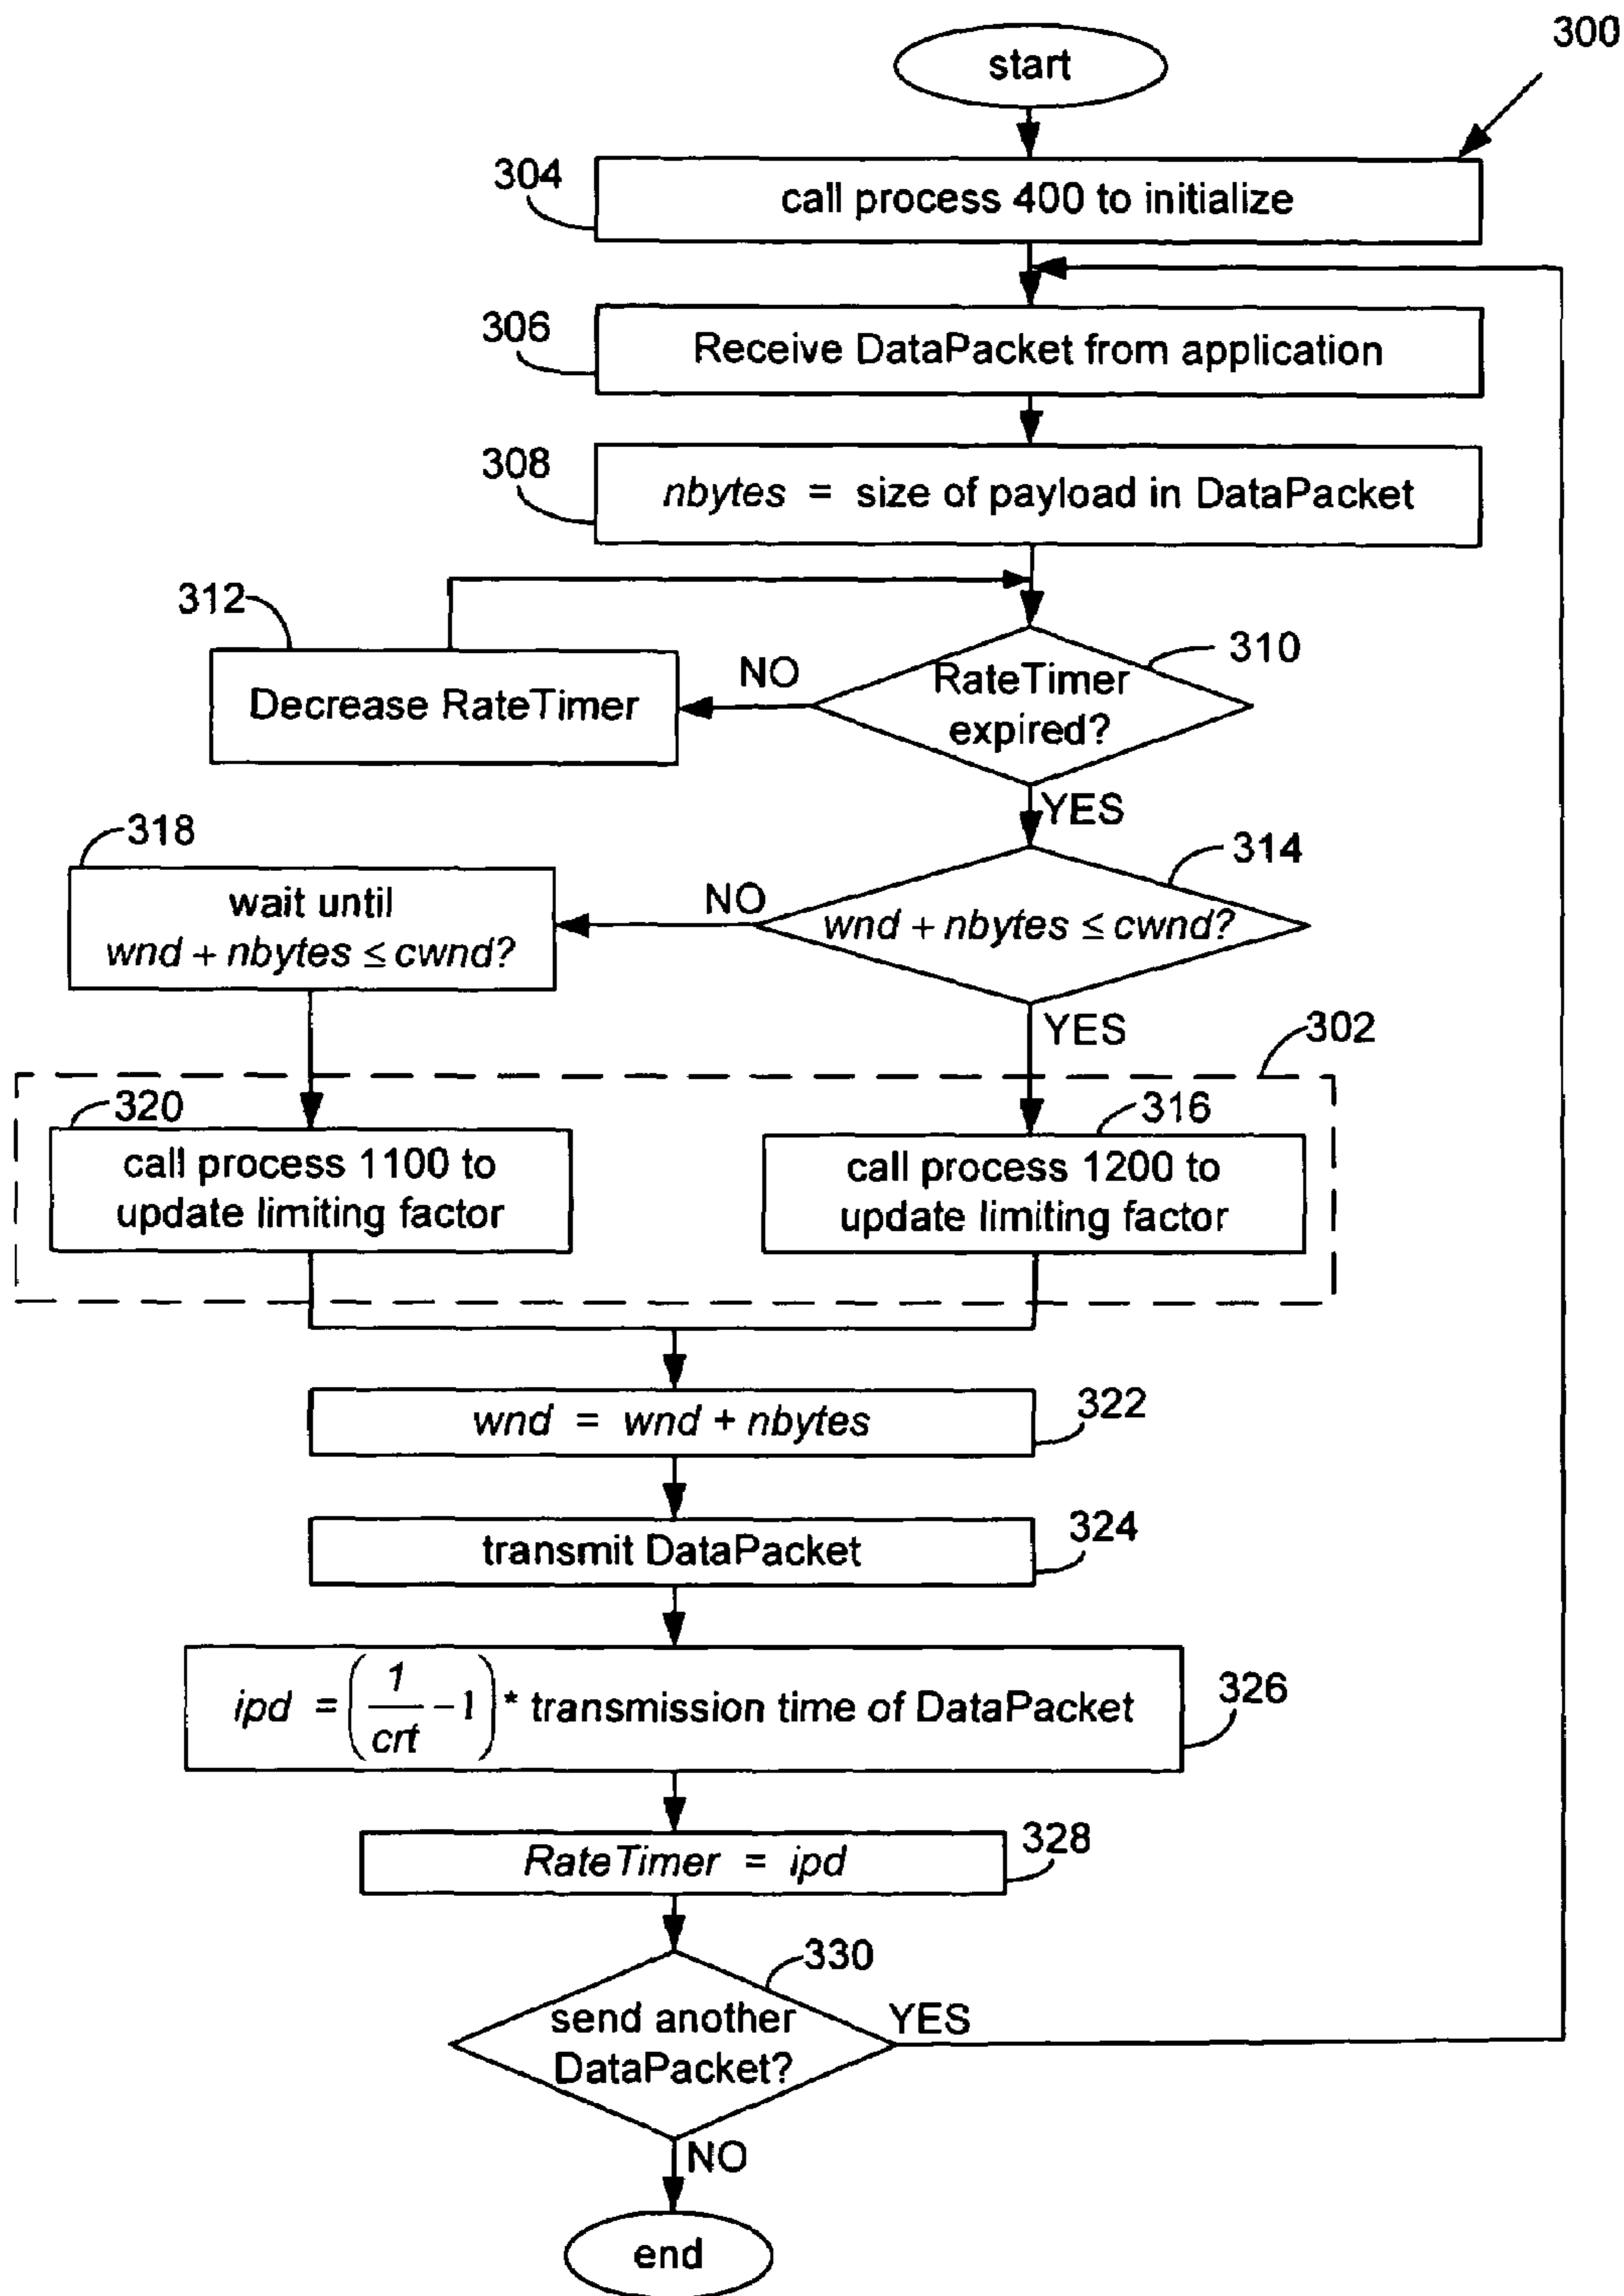 300
start
304
call process 400 to initialize
306
Receive DataPacket from application
308
nbytes = size of payload in DataPacket
312
Decrease RateTimer
NO
310
RateTimer
expired?
YES
318
wait until
wnd + nbytes ≤ cwnd?
NO
314
wnd + nbytes ≤ cwnd?
YES
302
320
call process 1100 to
update limiting factor
316
call process 1200 to
update limiting factor
wnd = wnd + nbytes
322
transmit DataPacket
324
ipd = (1/crt - 1) * transmission time of DataPacket
326
RateTimer = ipd
328
330
send another
DataPacket?
YES
NO
end